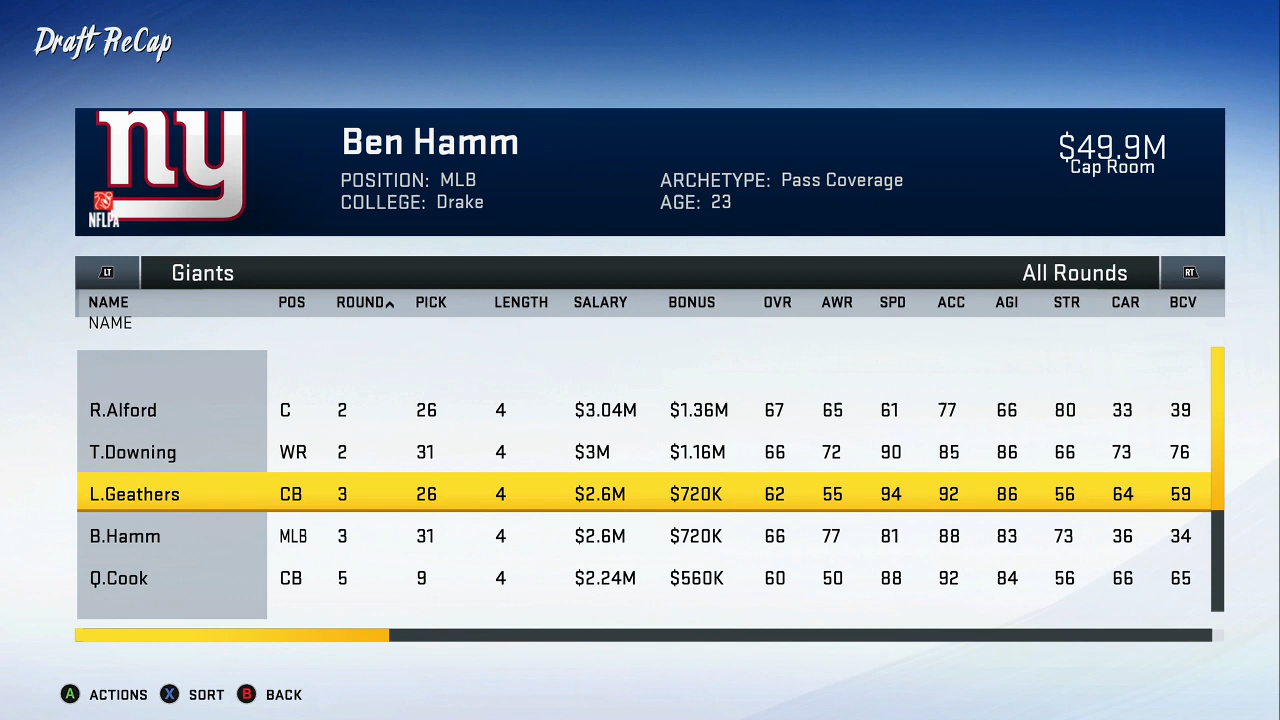 Draft ReCap
ny
NFLPA
Ben Hamm
POSITION: MLB
COLLEGE: Drake
ARCHETYPE: Pass Coverage
AGE: 23
$49.9M
Cap Room
LT Giants All Rounds RT
NAME POS ROUND PICK LENGTH SALARY BONUS OVR AWR SPD ACC AGI STR CAR BCV
NAME
R.Alford C 2 26 4 $3.04M $1.36M 67 65 61 77 66 80 33 39
T.Downing WR 2 31 4 $3M $1.16M 66 72 90 85 86 66 73 76
L.Geathers CB 3 26 4 $2.6M $720K 62 55 94 92 86 56 64 59
B.Hamm MLB 3 31 4 $2.6M $720K 66 77 81 88 83 73 36 34
Q.Cook CB 5 9 4 $2.24M $560K 60 50 88 92 84 56 66 65
A ACTIONS X SORT B BACK